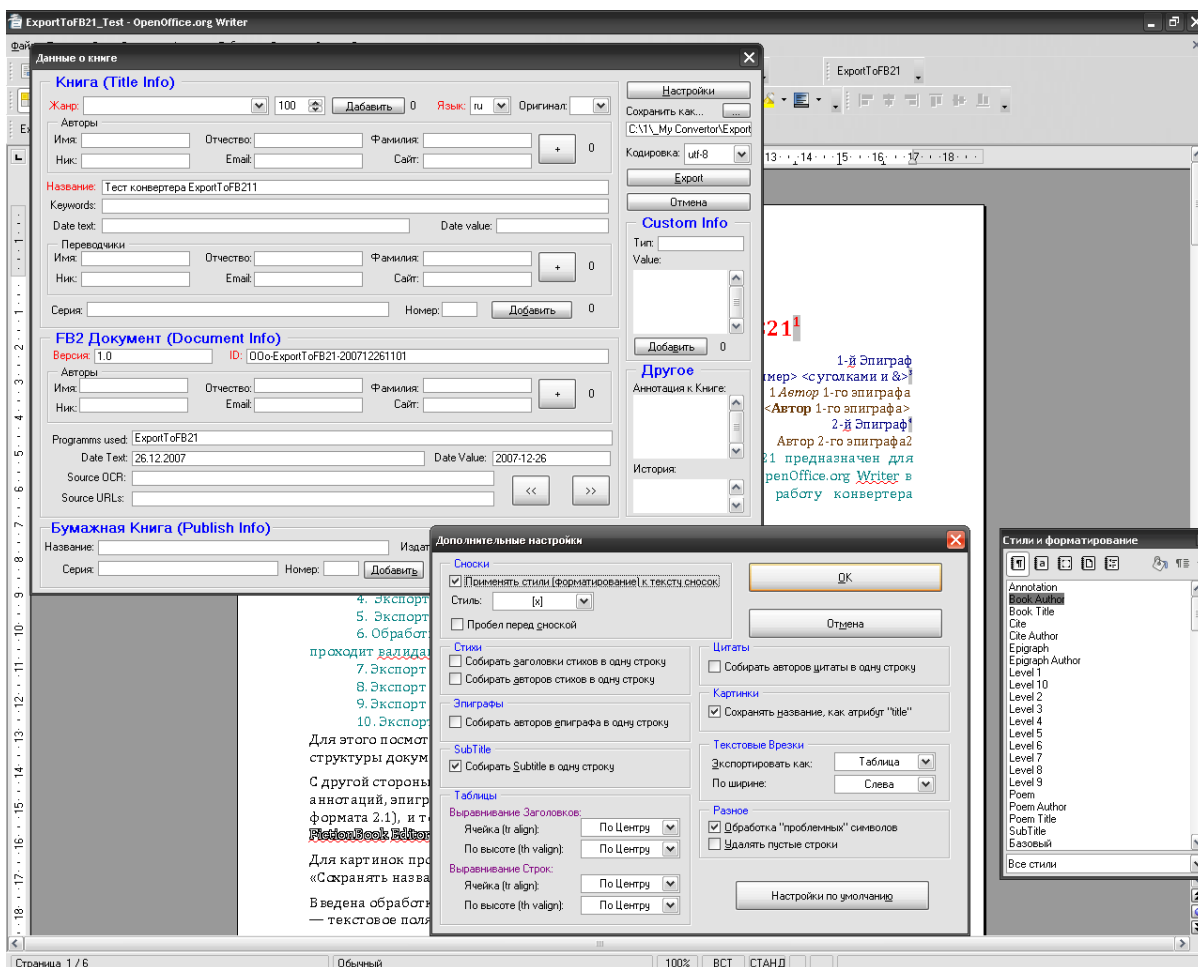 ExportToFB21_Test - OpenOffice.org Writer
Данные о книге
Книга (Title Info)
Жанр: 100 Дабавить 0 Язык: ru Оригинал:
Авторы
Имя: Отчество: Фамилия:
+ 0
Ник: Email: Сайт:
Название: Тест конвертера ExportToFB211
Keywords:
Date text: Date value:
Переводчики
Имя: Отчество: Фамилия:
+ 0
Ник: Email: Сайт:
Серия: Номер: Добавить 0
FB2 Документ (Document Info)
Версия: 1.0 ID: OOo-ExportToFB21-200712261101
Авторы
Имя: Отчество: Фамилия:
+ 0
Ник: Email: Сайт:
Programms used: ExportToFB21
Date Text: 26.12.2007 Date Value: 2007-12-26
Source OCR:
<< >>
Source URLs:
Бумажная Книга (Publish Info)
Название: Издат
Серия: Номер: Добавить
Настройки
Сохранить как... ...
C:\1\_My Convertor\Export
Кодировка: utf-8
Export
Отмена
Custom Info
Тип:
Value:
Добавить 0
Другое
Аннотация к Книге:
История:
ExportToFB21
13 14 15 16 17 18
B21¹
1-й Эпиграф
мер> <с уголками и &>
1 Автор 1-го эпиграфа
<Автор 1-го эпиграфа>
2-й Эпиграф
Автор 2-го эпиграфа2
21 предназначен для
penOffice.org Writer в
работу конвертера
4. Экспорт
5. Экспорт
6. Обработ
проходит валида
7. Экспорт
8. Экспорт
9. Экспорт
10. Экспорт
Для этого посмот
структуры докум
С другой стороны
аннотаций, эпигр
формата 2.1), и т
FictionBook Editor
Для картинок про
«Сохранять назва
Введена обработк
— текстовое поля
Дополнительные настройки
Сноски
Применять стили (форматирование) к тексту сносок
Стиль: [x]
Пробел перед сноской
OK
Отмена
Стихи
Собирать заголовки стихов в одну строку
Собирать авторов стихов в одну строку
Цитаты
Собирать авторов цитаты в одну строку
Эпиграфы
Собирать авторов епиграфа в одну строку
Картинки
Сохранять название, как атрибут "title"
SubTitle
Собирать Subtitle в одну строку
Текстовые Врезки
Экспортировать как: Таблица
По ширине: Слева
Таблицы
Выравнивание Заголовков:
Ячейка (tr align): По Центру
По высоте (th valign): По Центру
Выравнивание Строк:
Ячейка (tr align): По Центру
По высоте (th valign): По Центру
Разное
Обработка "проблемных" символов
Удалять пустые строки
Настройки по умолчанию
Стили и форматирование
Annotation
Book Author
Book Title
Cite
Cite Author
Epigraph
Epigraph Author
Level 1
Level 10
Level 2
Level 3
Level 4
Level 5
Level 6
Level 7
Level 8
Level 9
Poem
Poem Author
Poem Title
SubTitle
Базовый
Все стили
Страница 1 / 6 Обычный 100% ВСТ СТАНД